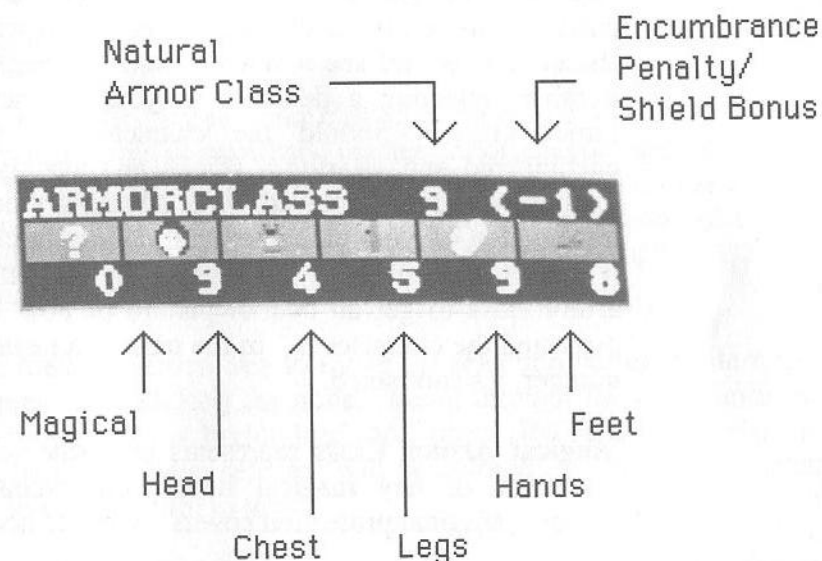 Natural
Armor Class
Encumbrance
Penalty/
Shield Bonus
ARMORCLASS 9 (-1)
?
0 9 4 5 9 8
Magical
Head
Chest
Legs
Hands
Feet